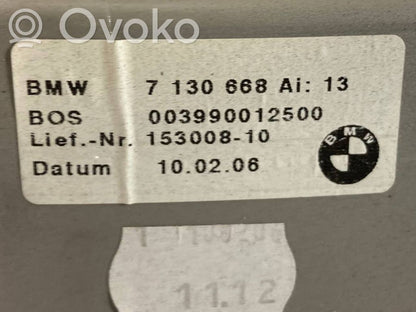 Ovoko
BMW 7 130 668 Ai: 13
BOS 003990012500
Lief.-Nr. 153008-10
Datum 10.02.06
BMW
11.12